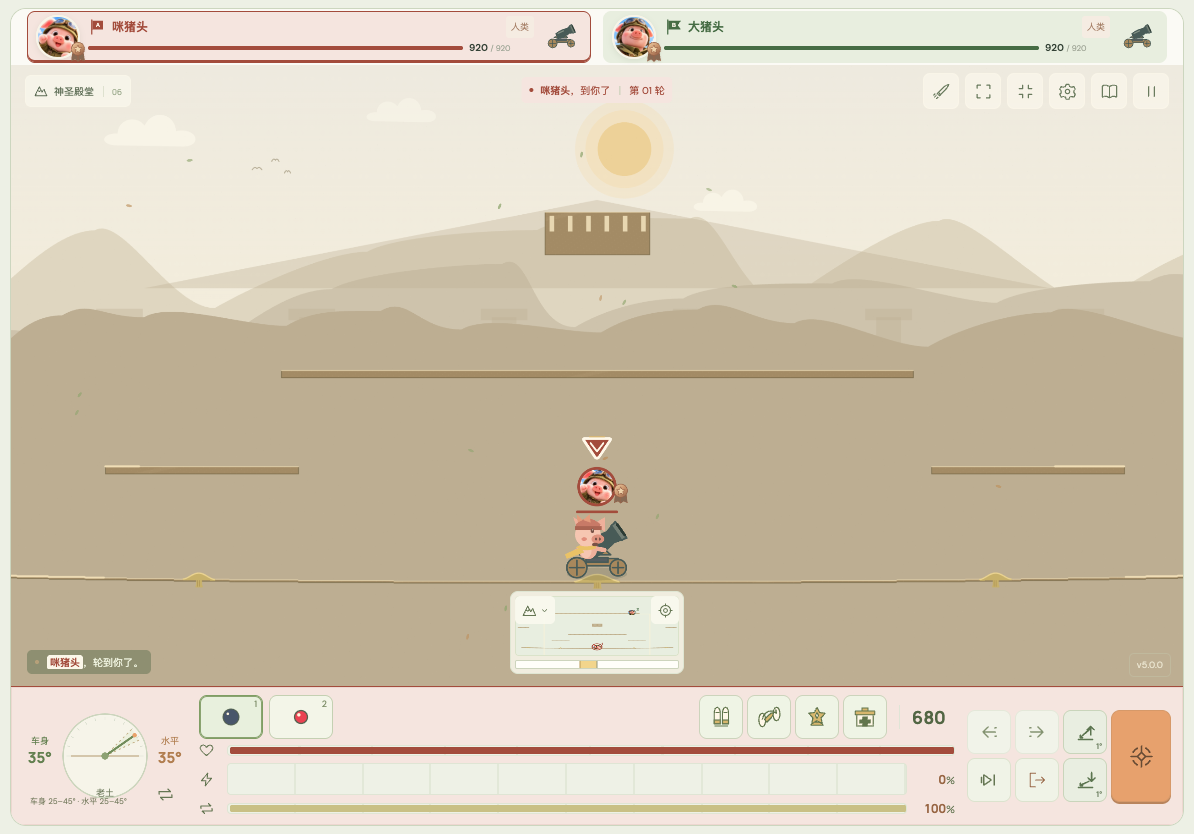 咪猪头
人类
920 / 920
大猪头
人类
920 / 920
神圣殿堂 06
咪猪头，到你了 第 01 轮
咪猪头，轮到你了。
v5.0.0
车身
35°
水平
35°
老土
车身 25–45° · 水平 25–45°
1
2
680
0%
100%
1°
1°